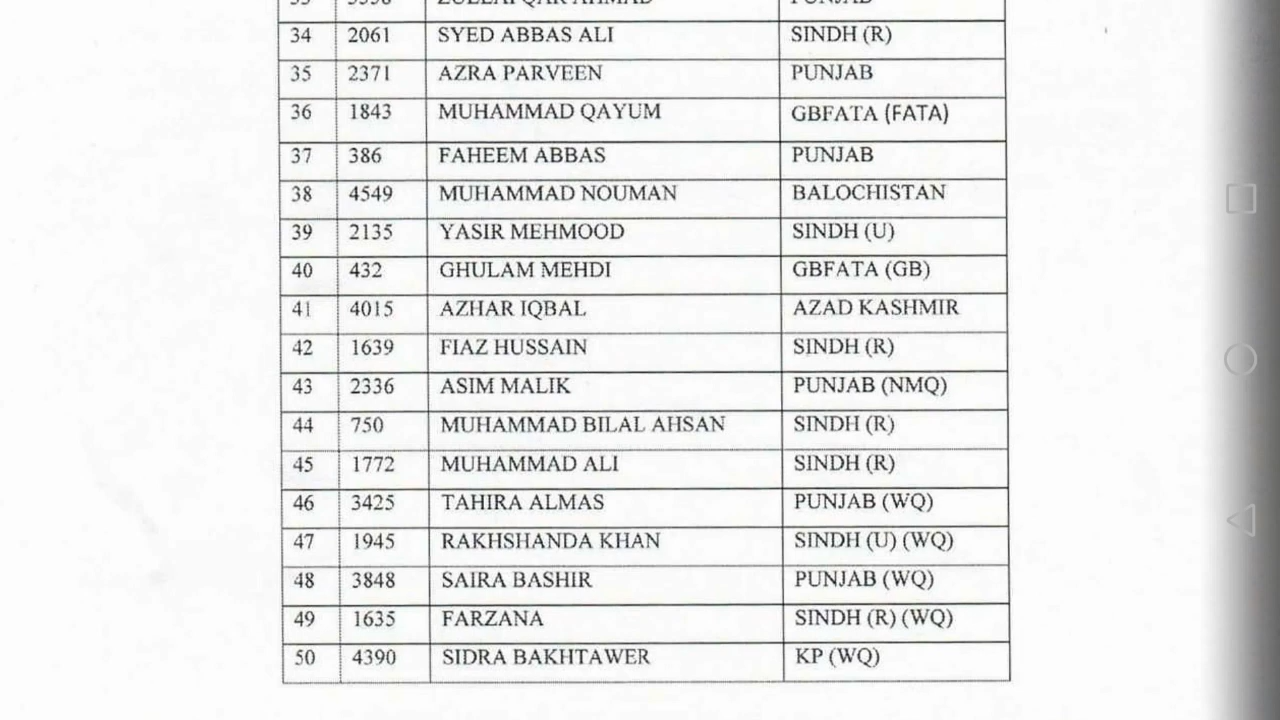 34 2061 SYED ABBAS ALI SINDH (R)
35 2371 AZRA PARVEEN PUNJAB
36 1843 MUHAMMAD QAYUM GBFATA (FATA)
37 386 FAHEEM ABBAS PUNJAB
38 4549 MUHAMMAD NOUMAN BALOCHISTAN
39 2135 YASIR MEHMOOD SINDH (U)
40 432 GHULAM MEHDI GBFATA (GB)
41 4015 AZHAR IQBAL AZAD KASHMIR
42 1639 FIAZ HUSSAIN SINDH (R)
43 2336 ASIM MALIK PUNJAB (NMQ)
44 750 MUHAMMAD BILAL AHSAN SINDH (R)
45 1772 MUHAMMAD ALI SINDH (R)
46 3425 TAHIRA ALMAS PUNJAB (WQ)
47 1945 RAKHSHANDA KHAN SINDH (U) (WQ)
48 3848 SAIRA BASHIR PUNJAB (WQ)
49 1635 FARZANA SINDH (R) (WQ)
50 4390 SIDRA BAKHTAWER KP (WQ)